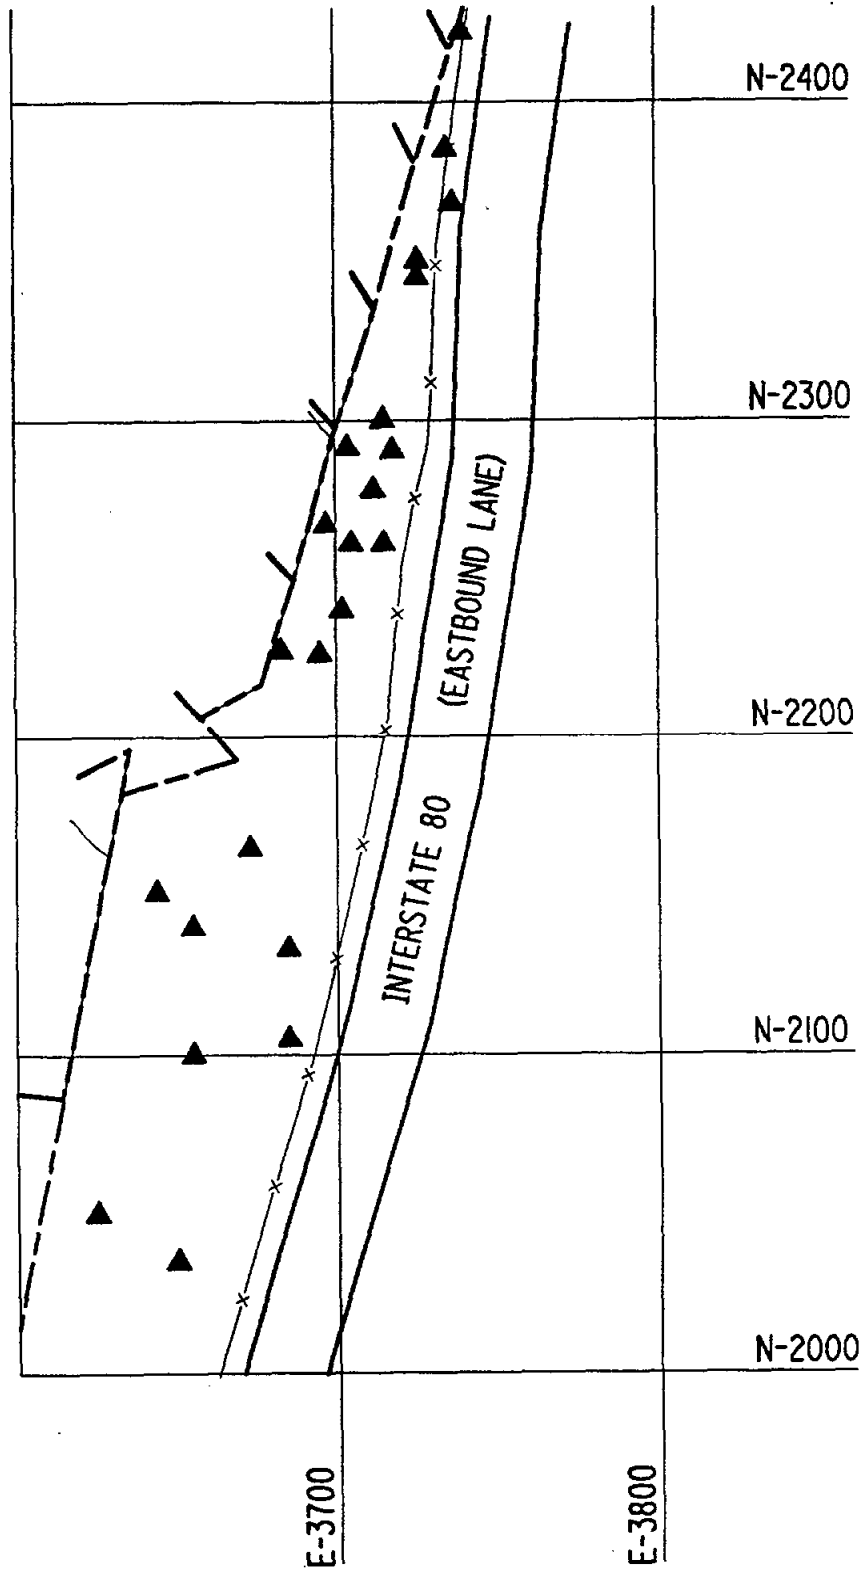 N-2400
N-2300
(EASTBOUND LANE)
N-2200
INTERSTATE 80
N-2100
N-2000
E-3700
E-3800